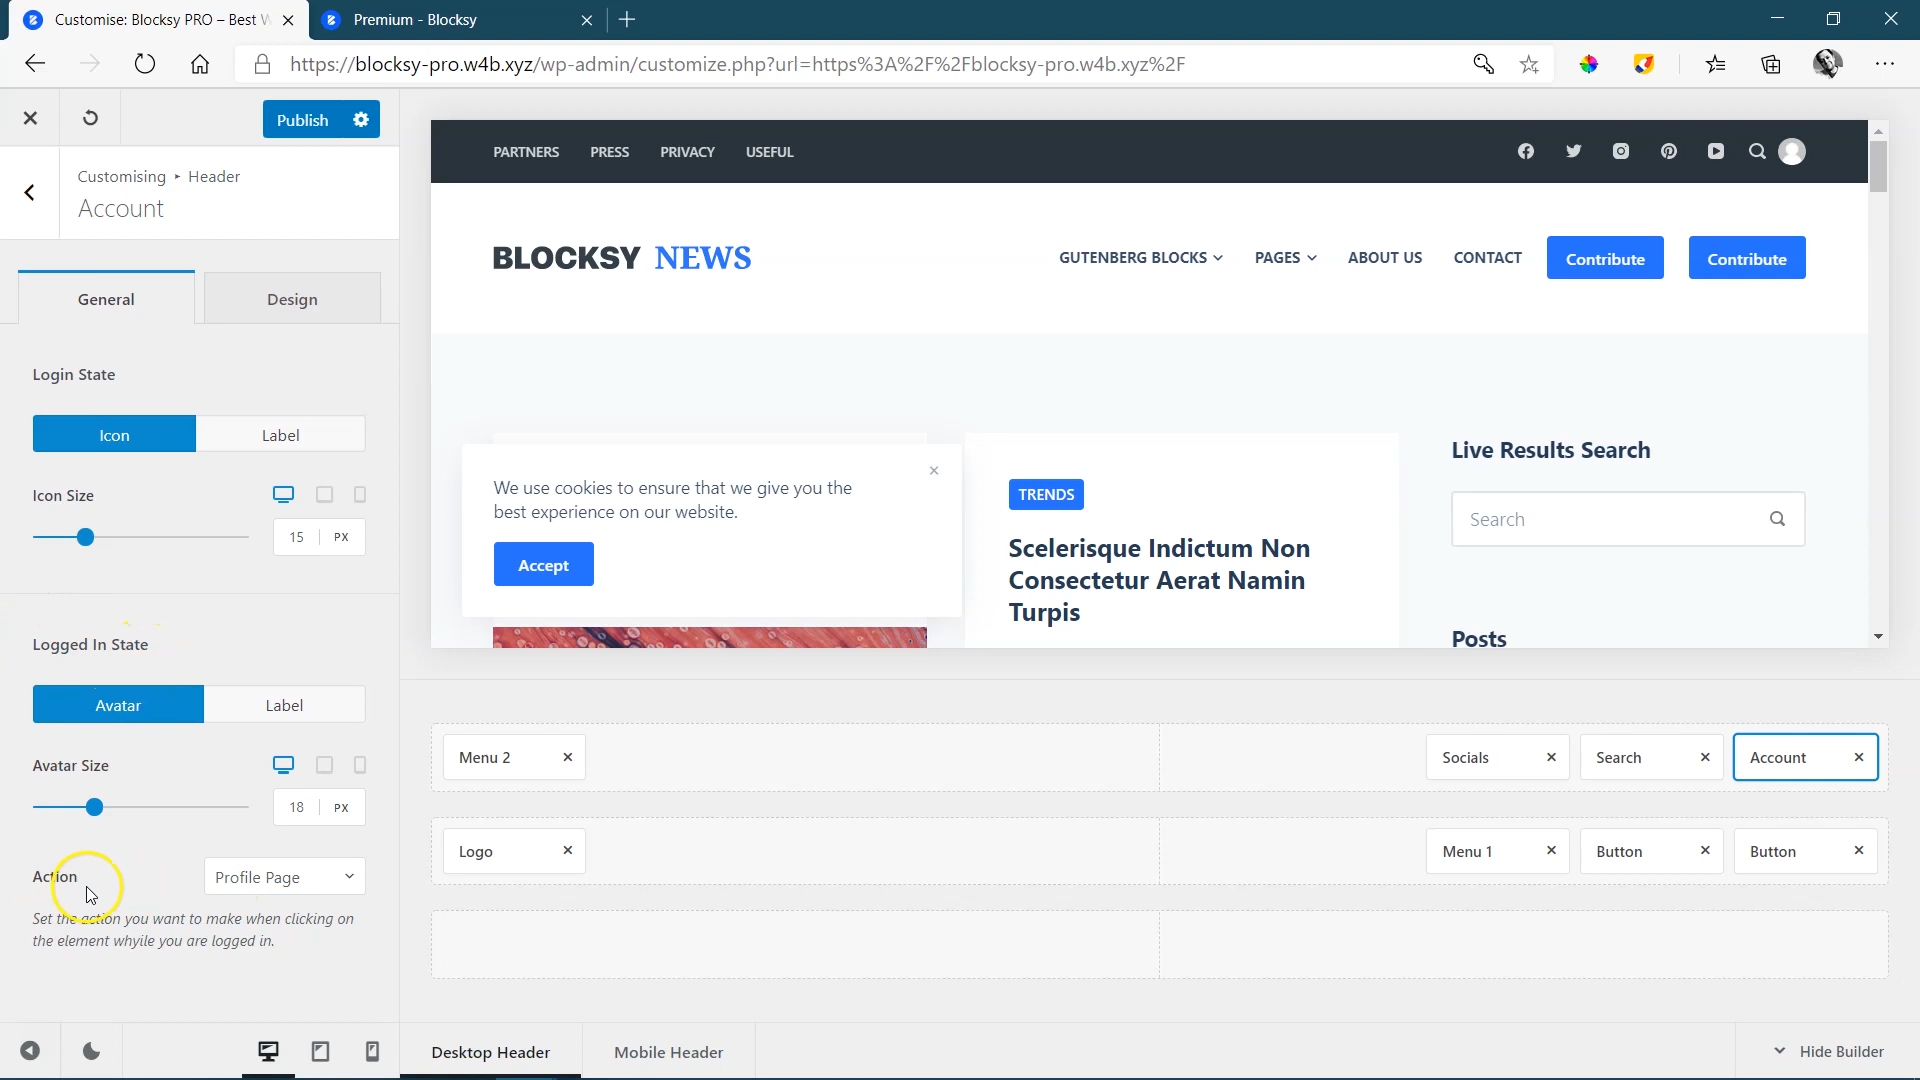 Customise: Blocksy PRO – Best W
Premium - Blocksy
https://blocksy-pro.w4b.xyz/wp-admin/customize.php?url=https%3A%2F%2Fblocksy-pro.w4b.xyz%2F
Publish
Customising ▸ Header
Account
General
Design
Login State
Icon
Label
Icon Size
15 PX
Logged In State
Avatar
Label
Avatar Size
18 PX
Action
Profile Page
Set the action you want to make when clicking on
the element whyile you are logged in.
PARTNERS PRESS PRIVACY USEFUL
BLOCKSY NEWS
GUTENBERG BLOCKS PAGES ABOUT US CONTACT
Contribute
Contribute
We use cookies to ensure that we give you the
best experience on our website.
Accept
TRENDS
Scelerisque Indictum Non
Consectetur Aerat Namin
Turpis
Live Results Search
Search
Posts
Menu 2
Socials
Search
Account
Logo
Menu 1
Button
Button
Desktop Header
Mobile Header
Hide Builder